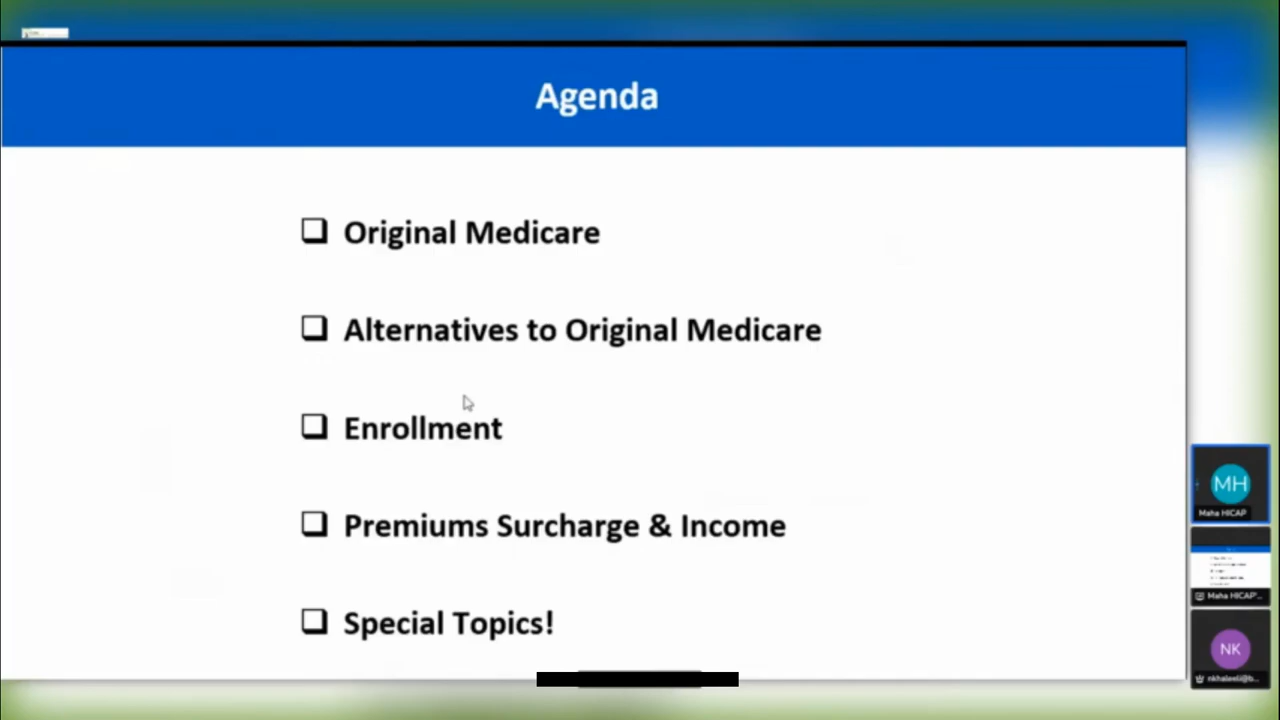 Agenda
Original Medicare
Alternatives to Original Medicare
Enrollment
Premiums Surcharge & Income
Special Topics!
MH
Maha HICAP
Maha HICAP'...
NK
nkhaleeli@b...